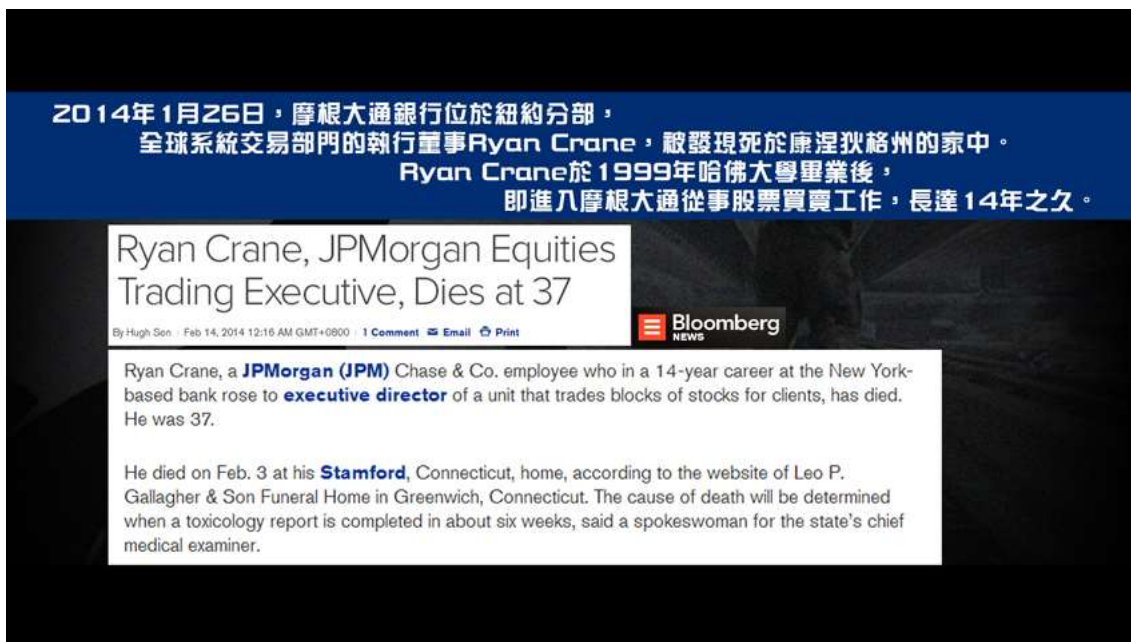 2014年1月26日，摩根大通銀行位於紐約分部，
全球系統交易部門的執行董事Ryan Crane，被發現死於康涅狄格州的家中。
Ryan Crane於1999年哈佛大學畢業後，
即進入摩根大通從事股票買賣工作，長達14年之久。
Ryan Crane, JPMorgan Equities
Trading Executive, Dies at 37
By Hugh Son Feb 14, 2014 12:16 AM GMT+0800 1 Comment Email Print
Bloomberg
NEWS
Ryan Crane, a JPMorgan (JPM) Chase & Co. employee who in a 14-year career at the New York-
based bank rose to executive director of a unit that trades blocks of stocks for clients, has died.
He was 37.
He died on Feb. 3 at his Stamford, Connecticut, home, according to the website of Leo P.
Gallagher & Son Funeral Home in Greenwich, Connecticut. The cause of death will be determined
when a toxicology report is completed in about six weeks, said a spokeswoman for the state's chief
medical examiner.